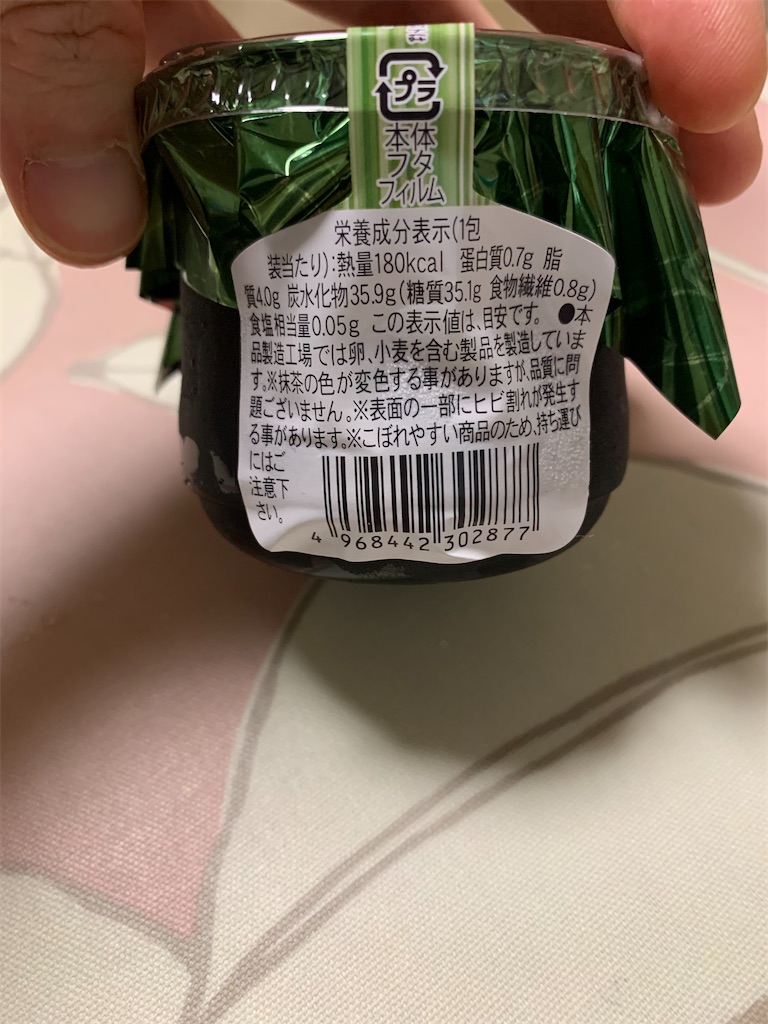 プラ
本体
フタ
フィルム
栄養成分表示(1包
装当たり):熱量180kcal 蛋白質0.7g 脂
質4.0g 炭水化物35.9g(糖質35.1g 食物繊維0.8g)
食塩相当量0.05g この表示値は、目安です。 ●本
品製造工場では卵、小麦を含む製品を製造していま
す。※抹茶の色が変色する事がありますが、品質に問
題ございません。※表面の一部にヒビ割れが発生す
る事があります。※こぼれやすい商品のため、持ち運び
にはご
注意下
さい。
4 968442 302877